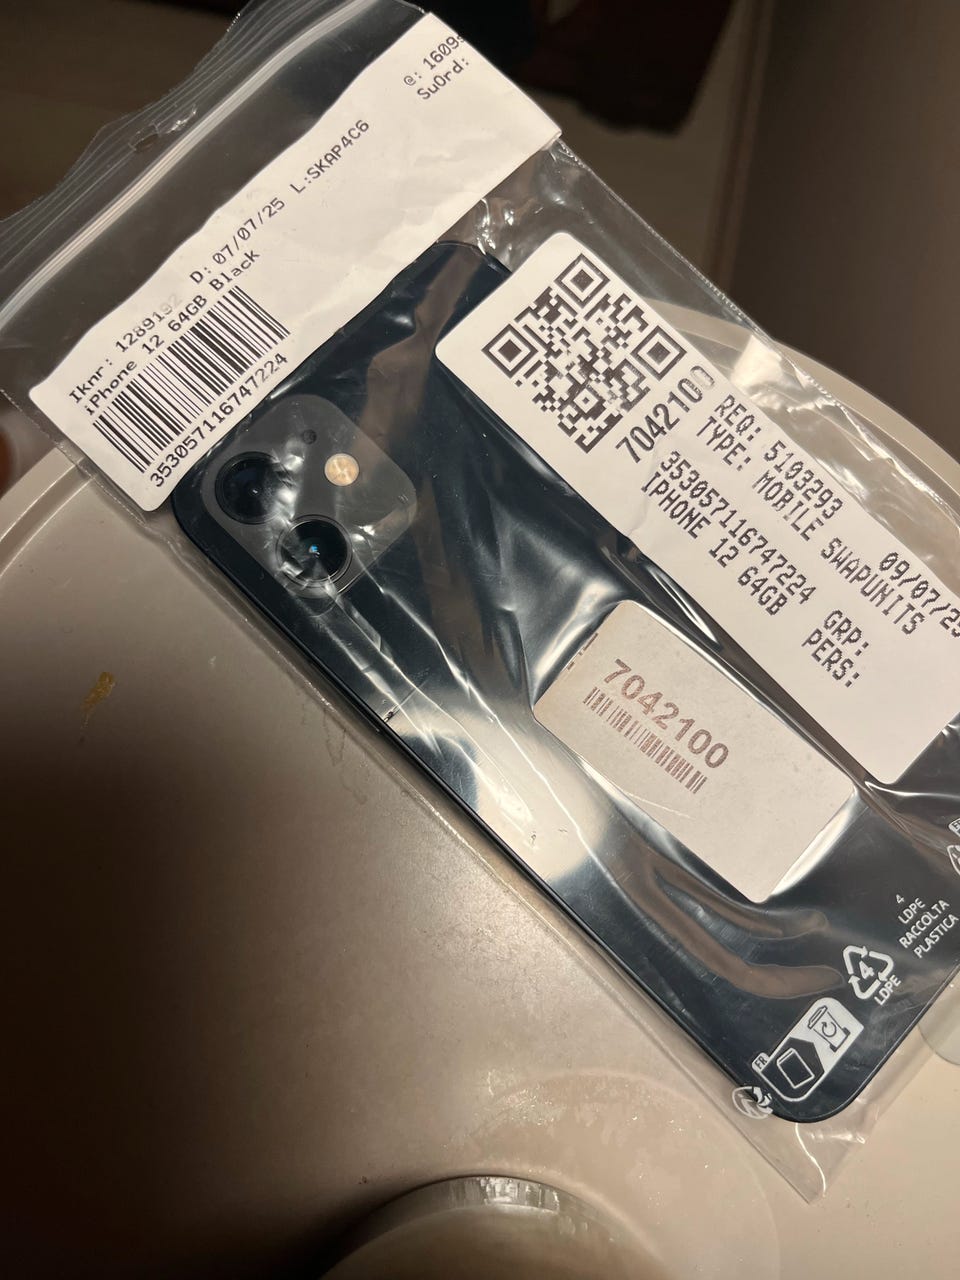 @: 1609
SuOrd:
IKnr: 1289192 D: 07/07/25 L:SKAP4C6
iPhone 12 64GB Black
353057116747224
7042100
REQ: 5103293 09/07/25
TYPE: MOBILE SWAPUNITS
353057116747224 GRP:
IPHONE 12 64GB PERS:
7042100
4
LDPE
RACCOLTA
PLASTICA
4
LDPE
FR